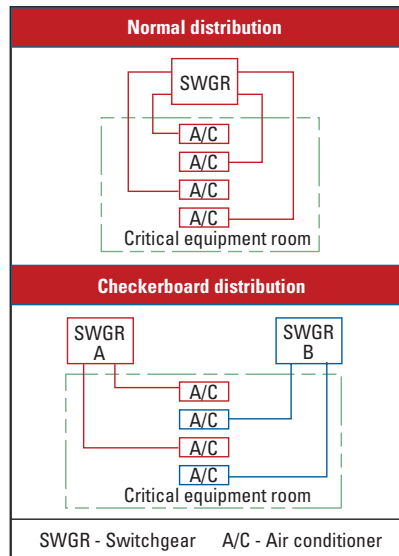 Normal distribution
SWGR
A/C
A/C
A/C
A/C
Critical equipment room
Checkerboard distribution
SWGR
A
SWGR
B
A/C
A/C
A/C
A/C
Critical equipment room
SWGR - Switchgear A/C - Air conditioner